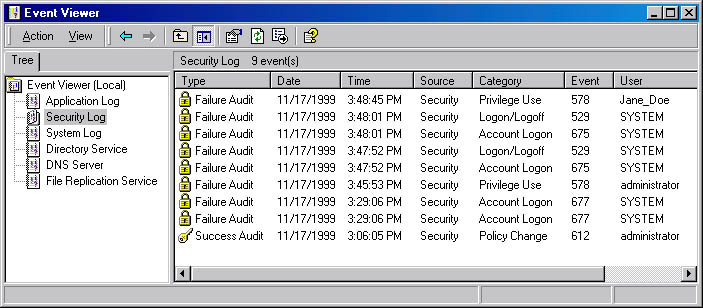 Event Viewer
Action View
Tree
Security Log 9 event(s)
Event Viewer (Local)
Application Log
Security Log
System Log
Directory Service
DNS Server
File Replication Service
Type Date Time Source Category Event User
Failure Audit 11/17/1999 3:48:45 PM Security Privilege Use 578 Jane_Doe
Failure Audit 11/17/1999 3:48:01 PM Security Logon/Logoff 529 SYSTEM
Failure Audit 11/17/1999 3:48:01 PM Security Account Logon 675 SYSTEM
Failure Audit 11/17/1999 3:47:52 PM Security Logon/Logoff 529 SYSTEM
Failure Audit 11/17/1999 3:47:52 PM Security Account Logon 675 SYSTEM
Failure Audit 11/17/1999 3:45:53 PM Security Privilege Use 578 administrator
Failure Audit 11/17/1999 3:29:06 PM Security Account Logon 677 SYSTEM
Failure Audit 11/17/1999 3:29:06 PM Security Account Logon 677 SYSTEM
Success Audit 11/17/1999 3:06:05 PM Security Policy Change 612 administrator